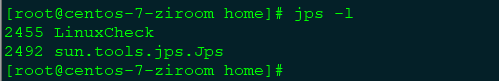 [root@centos-7-ziroom home]# jps -l
2455 LinuxCheck
2492 sun.tools.jps.Jps
[root@centos-7-ziroom home]#